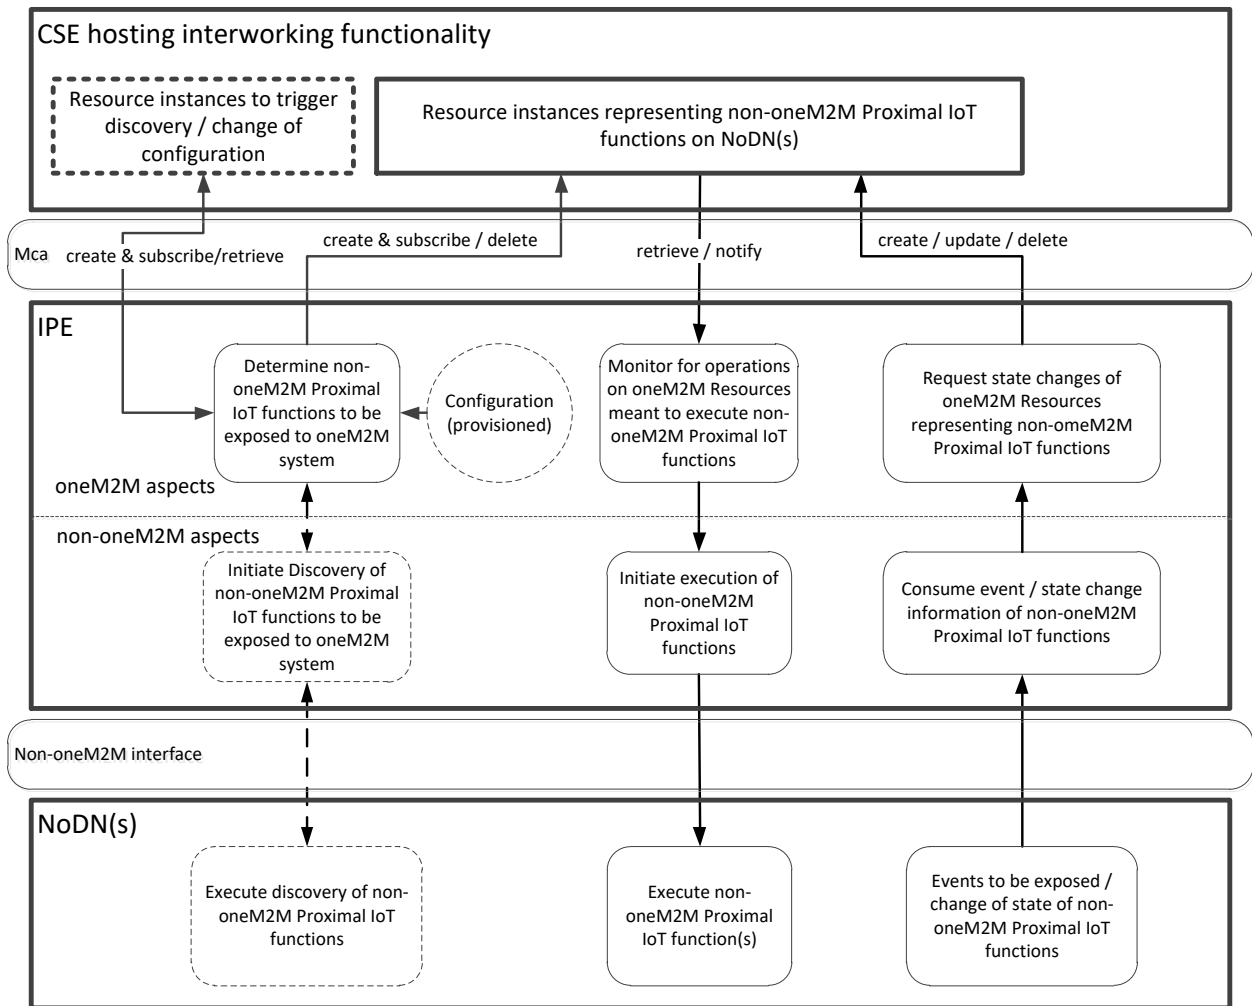 CSE hosting interworking functionality
Resource instances to trigger
discovery / change of
configuration
Resource instances representing non-oneM2M Proximal IoT
functions on NoDN(s)
Mca
create & subscribe/retrieve
create & subscribe / delete
retrieve / notify
create / update / delete
IPE
Determine non-
oneM2M Proximal
IoT functions to be
exposed to oneM2M
system
Configuration
(provisioned)
Monitor for operations
on oneM2M Resources
meant to execute non-
oneM2M Proximal IoT
functions
Request state changes of
oneM2M Resources
representing non-omeM2M
Proximal IoT functions
oneM2M aspects
non-oneM2M aspects
Initiate Discovery of
non-oneM2M Proximal
IoT functions to be
exposed to oneM2M
system
Initiate execution of
non-oneM2M
Proximal IoT
functions
Consume event / state change
information of non-oneM2M
Proximal IoT functions
Non-oneM2M interface
NoDN(s)
Execute discovery of non-
oneM2M Proximal IoT
functions
Execute non-
oneM2M Proximal
IoT function(s)
Events to be exposed /
change of state of non-
oneM2M Proximal IoT
functions